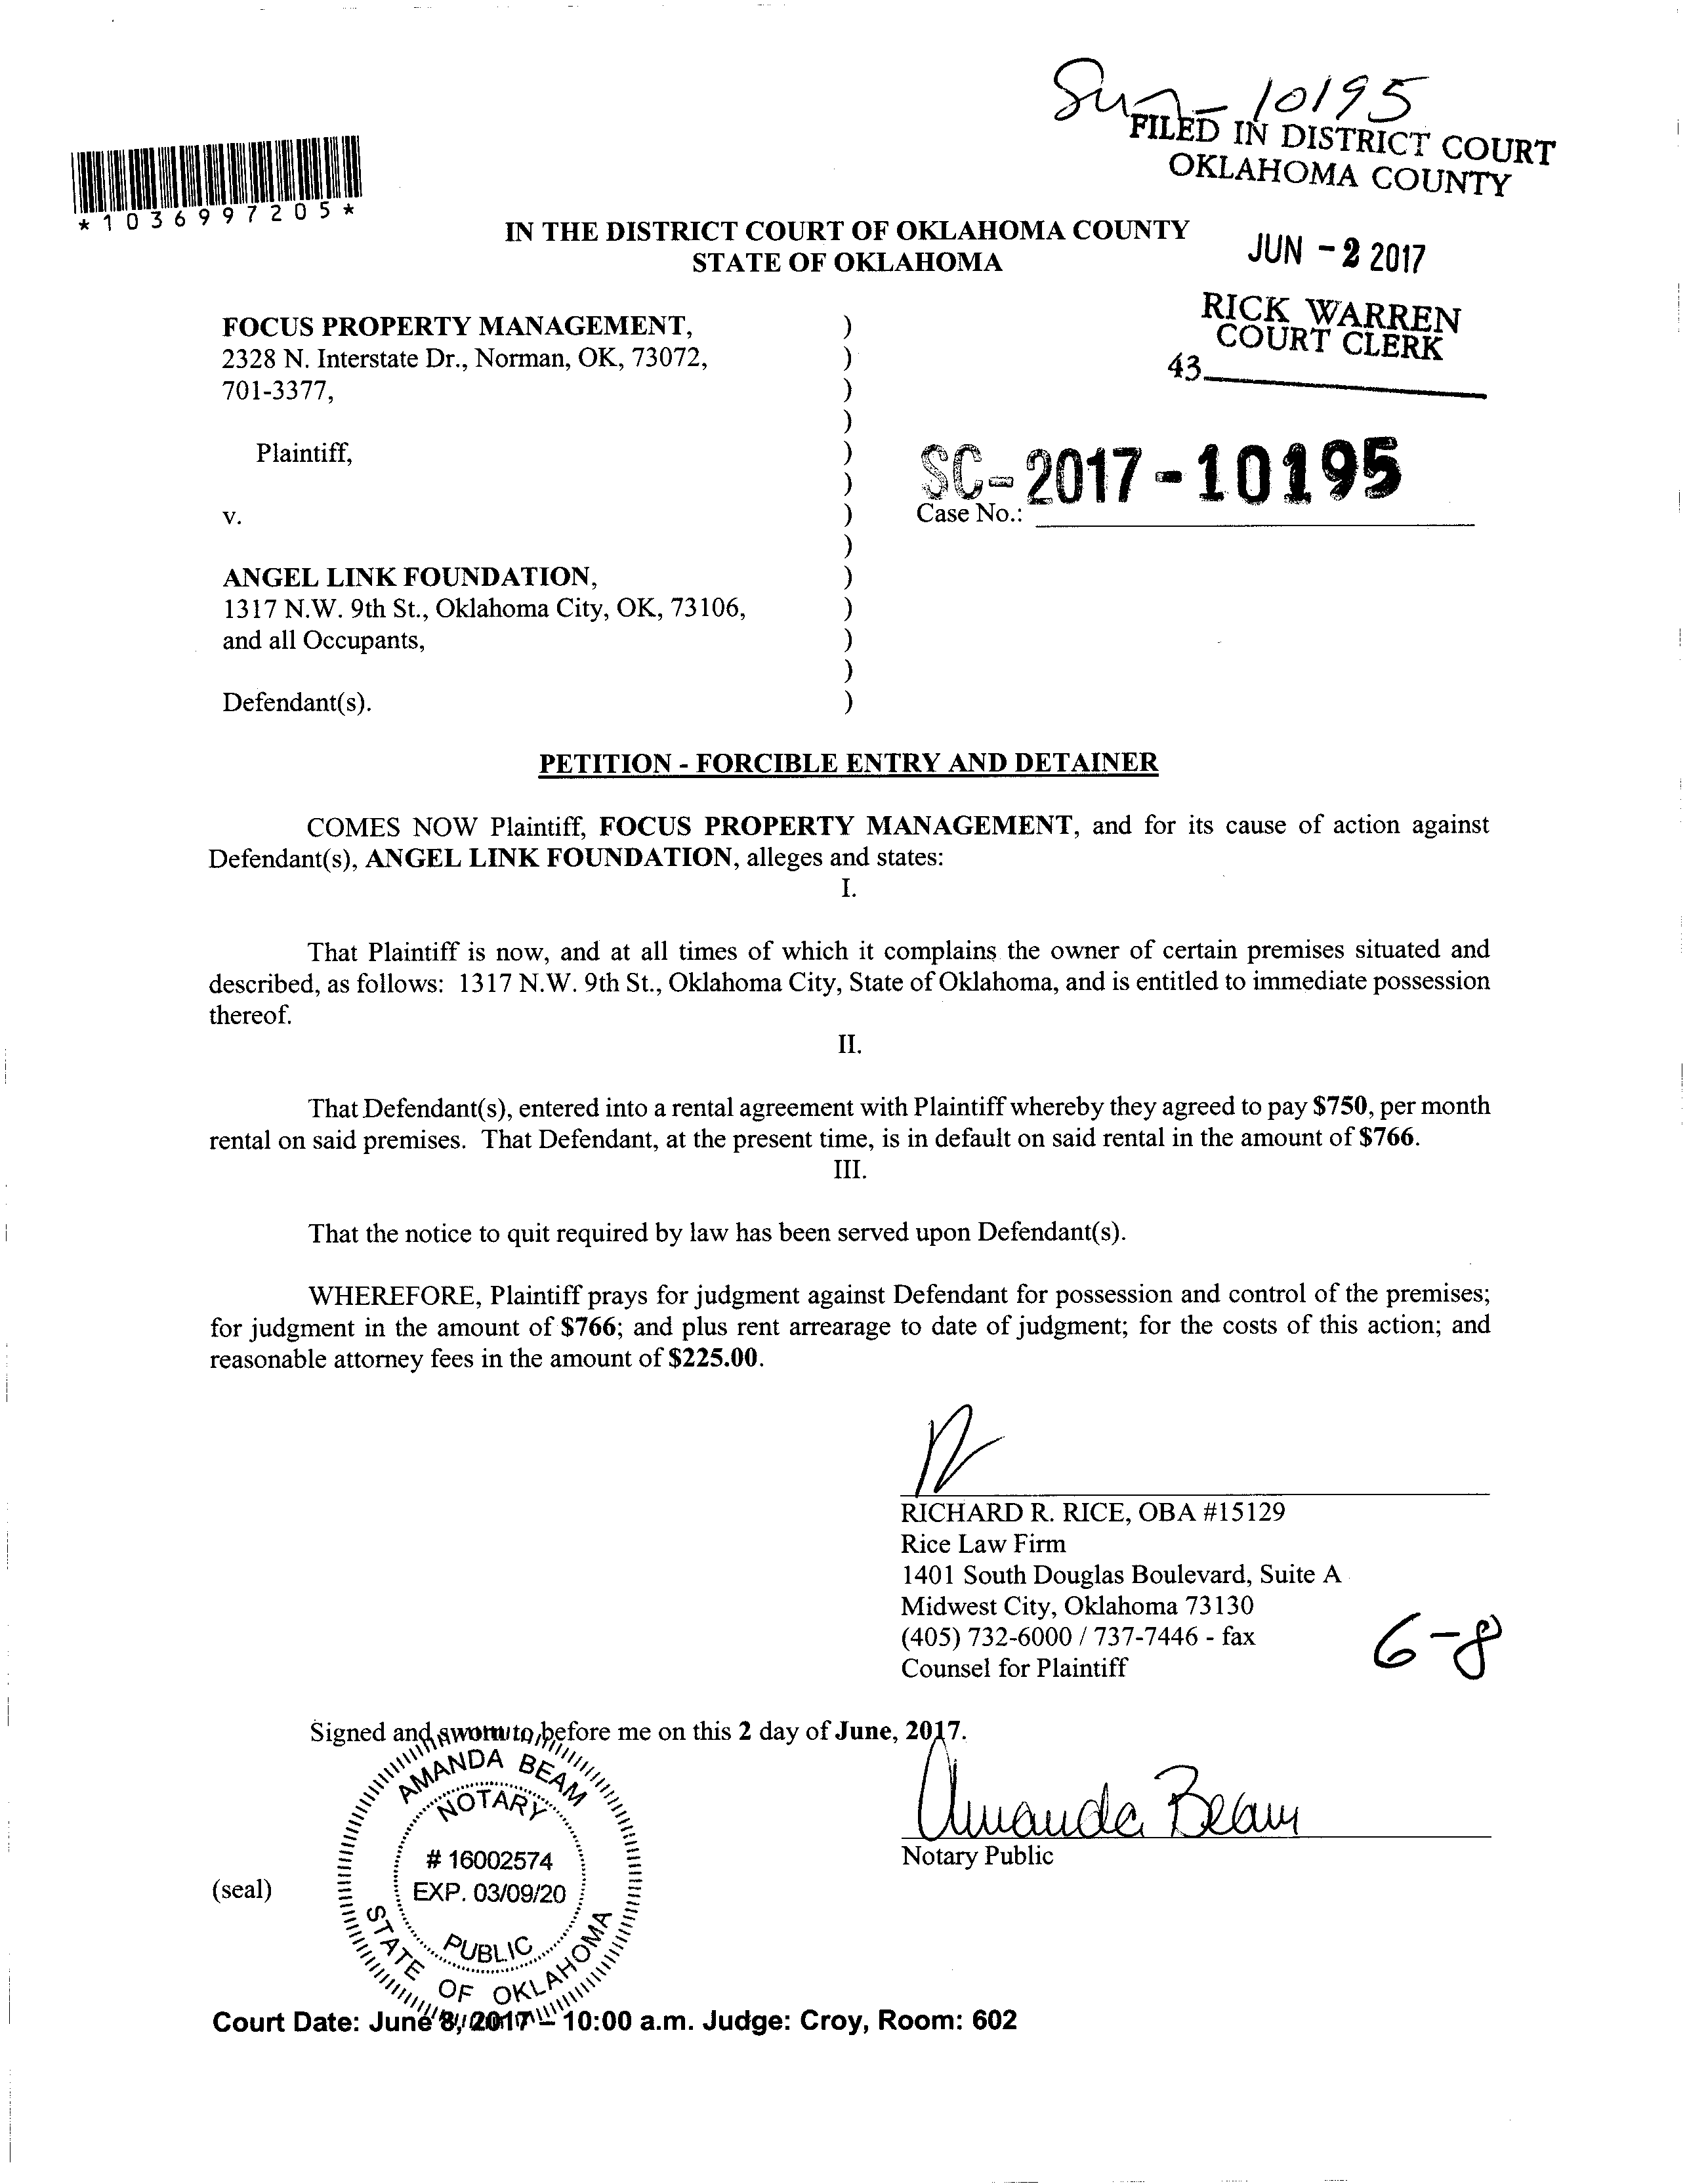 10195
FILED IN DISTRICT COURT
OKLAHOMA COUNTY
*1036997205*
IN THE DISTRICT COURT OF OKLAHOMA COUNTY
STATE OF OKLAHOMA
JUN - 2 2017
RICK WARREN
COURT CLERK
43
FOCUS PROPERTY MANAGEMENT, )
2328 N. Interstate Dr., Norman, OK, 73072, )
701-3377, )
)
Plaintiff, )
)
v. )
)
SC-2017-10195
Case No.:
ANGEL LINK FOUNDATION, )
1317 N.W. 9th St., Oklahoma City, OK, 73106, )
and all Occupants, )
)
Defendant(s). )
PETITION - FORCIBLE ENTRY AND DETAINER
COMES NOW Plaintiff, FOCUS PROPERTY MANAGEMENT, and for its cause of action against
Defendant(s), ANGEL LINK FOUNDATION, alleges and states:
I.
That Plaintiff is now, and at all times of which it complains the owner of certain premises situated and
described, as follows: 1317 N.W. 9th St., Oklahoma City, State of Oklahoma, and is entitled to immediate possession
thereof.
II.
That Defendant(s), entered into a rental agreement with Plaintiff whereby they agreed to pay $750, per month
rental on said premises. That Defendant, at the present time, is in default on said rental in the amount of $766.
III.
That the notice to quit required by law has been served upon Defendant(s).
WHEREFORE, Plaintiff prays for judgment against Defendant for possession and control of the premises;
for judgment in the amount of $766; and plus rent arrearage to date of judgment; for the costs of this action; and
reasonable attorney fees in the amount of $225.00.
RICHARD R. RICE, OBA #15129
Rice Law Firm
1401 South Douglas Boulevard, Suite A
Midwest City, Oklahoma 73130
(405) 732-6000 / 737-7446 - fax
Counsel for Plaintiff
6-8
Signed and sworn to before me on this 2 day of June, 2017.
Amanda Beam
Notary Public
(seal)
AMANDA BEAM
NOTARY
# 16002574
EXP. 03/09/20
PUBLIC
STATE OF OKLAHOMA
Court Date: June 8, 2017 - 10:00 a.m. Judge: Croy, Room: 602